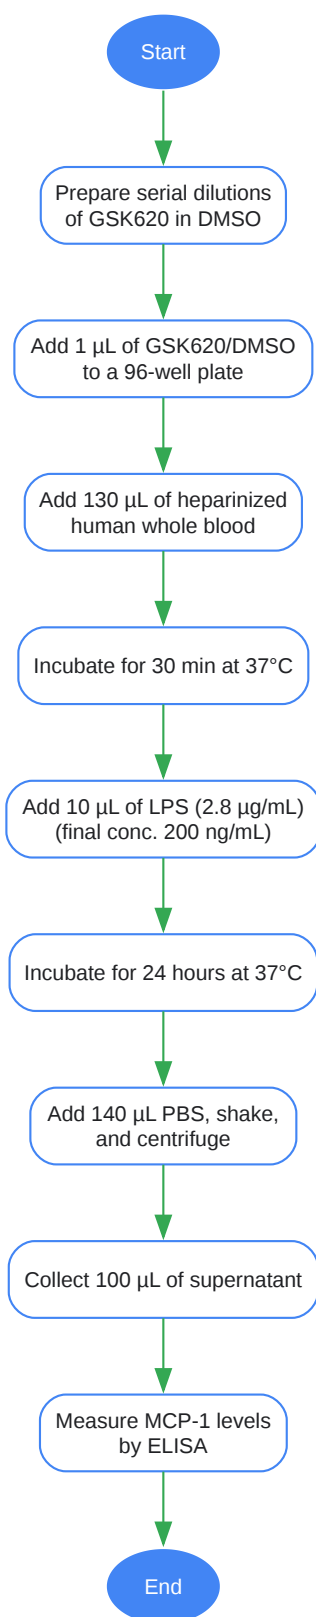 Start
Prepare serial dilutions
of GSK620 in DMSO
Add 1 µL of GSK620/DMSO
to a 96-well plate
Add 130 µL of heparinized
human whole blood
Incubate for 30 min at 37°C
Add 10 µL of LPS (2.8 µg/mL)
(final conc. 200 ng/mL)
Incubate for 24 hours at 37°C
Add 140 µL PBS, shake,
and centrifuge
Collect 100 µL of supernatant
Measure MCP-1 levels
by ELISA
End